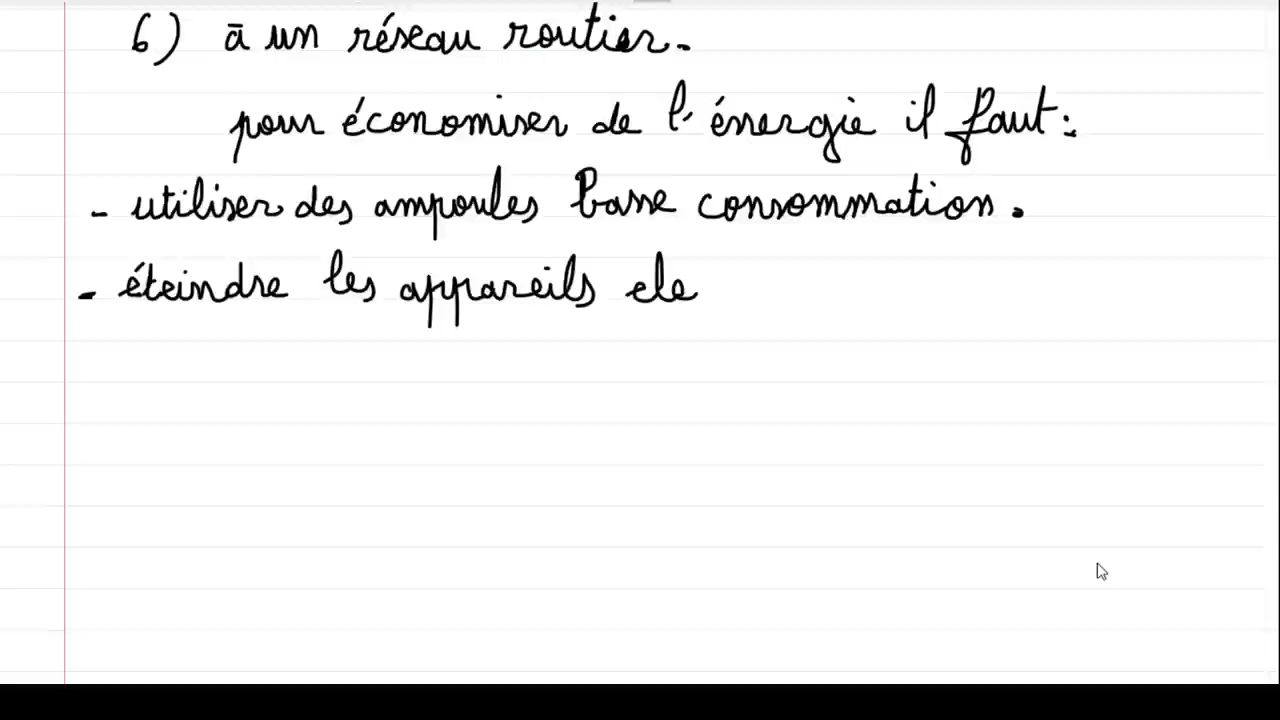 6) à un réseau routier.
pour économiser de l'énergie il faut :
- utiliser des ampoules Basse consommation.
- éteindre les appareils ele